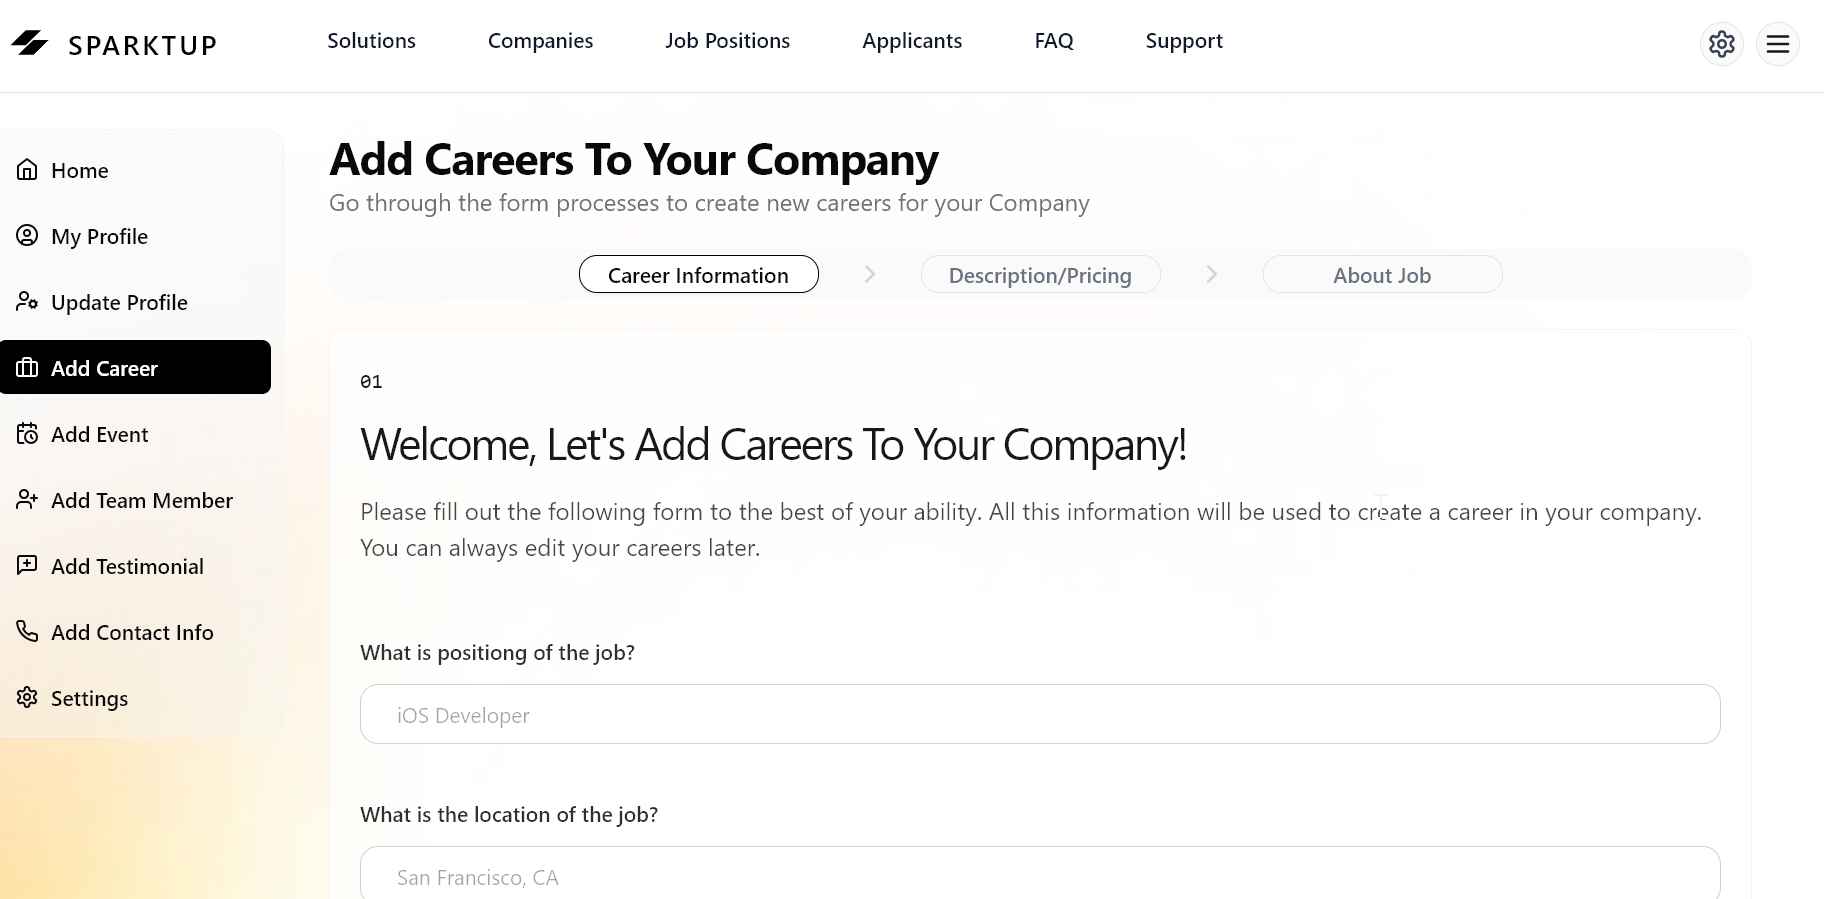 SPARKTUP
Solutions
Companies
Job Positions
Applicants
FAQ
Support
Home
My Profile
Update Profile
Add Career
Add Event
Add Team Member
Add Testimonial
Add Contact Info
Settings
Add Careers To Your Company
Go through the form processes to create new careers for your Company
Career Information
Description/Pricing
About Job
01
Welcome, Let's Add Careers To Your Company!
Please fill out the following form to the best of your ability. All this information will be used to create a career in your company.
You can always edit your careers later.
What is positiong of the job?
iOS Developer
What is the location of the job?
San Francisco, CA